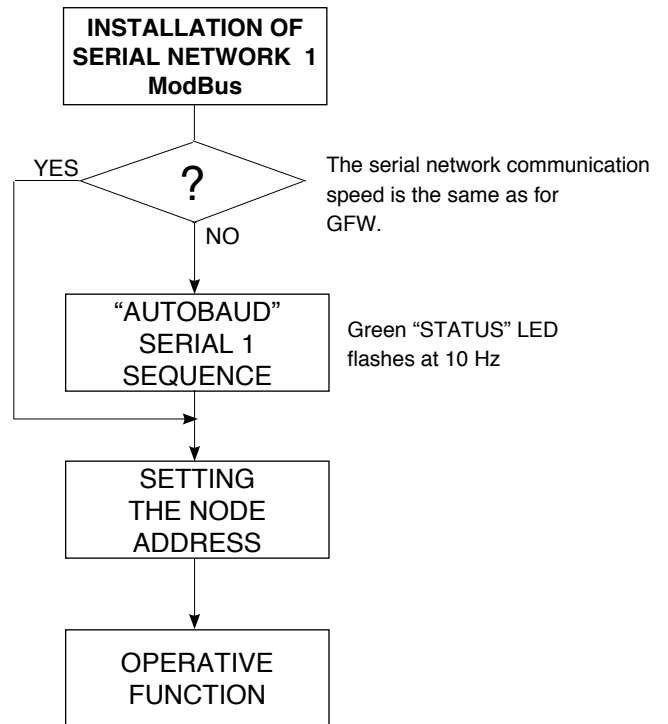 INSTALLATION OF
SERIAL NETWORK 1
ModBus
YES
?
The serial network communication
speed is the same as for
GFW.
NO
“AUTOBAUD”
SERIAL 1
SEQUENCE
Green “STATUS” LED
flashes at 10 Hz
SETTING
THE NODE
ADDRESS
OPERATIVE
FUNCTION